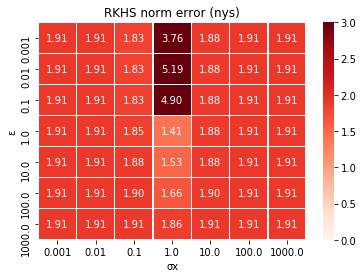 RKHS norm error (nys)
ε
0.001 1.91 1.91 1.83 3.76 1.88 1.91 1.91
0.01 1.91 1.91 1.83 5.19 1.88 1.91 1.91
0.1 1.91 1.91 1.83 4.90 1.88 1.91 1.91
1.0 1.91 1.91 1.85 1.41 1.88 1.91 1.91
10.0 1.91 1.91 1.88 1.53 1.88 1.91 1.91
100.0 1.91 1.91 1.90 1.66 1.90 1.91 1.91
1000.0 1.91 1.91 1.91 1.86 1.91 1.91 1.91
0.001 0.01 0.1 1.0 10.0 100.0 1000.0
σx
3.0
2.5
2.0
1.5
1.0
0.5
0.0